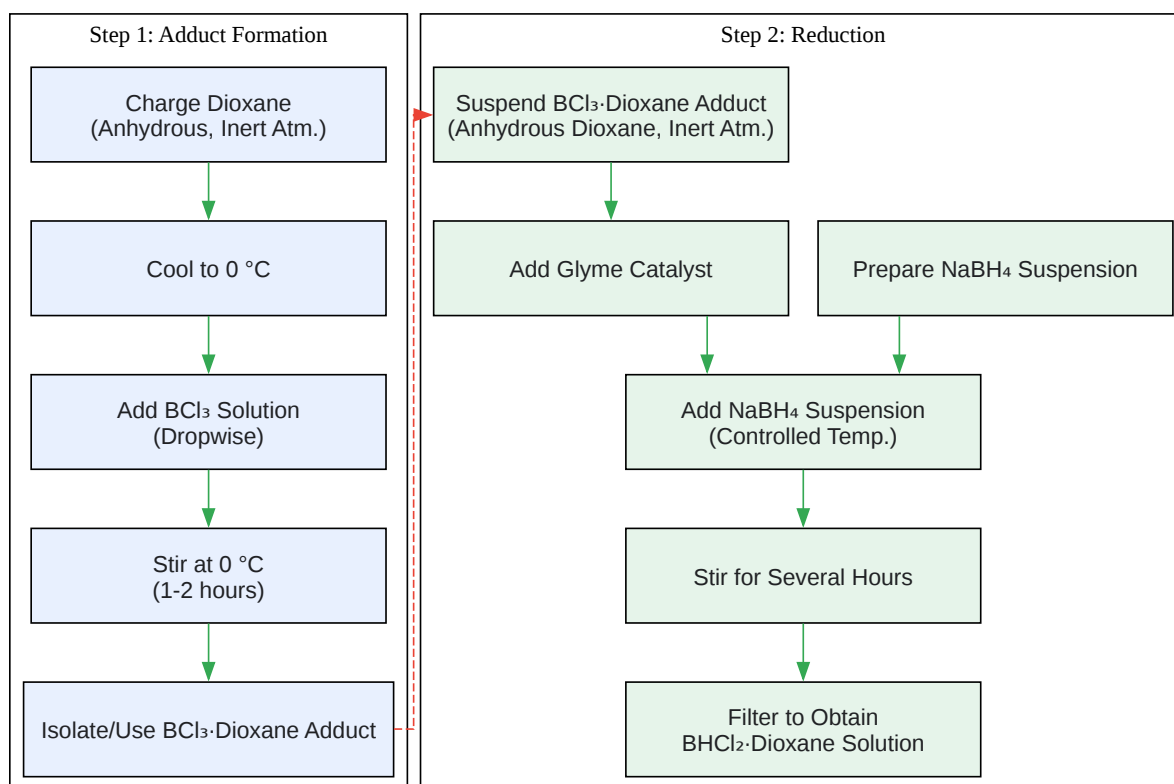 Step 1: Adduct Formation
Charge Dioxane
(Anhydrous, Inert Atm.)
Cool to 0 °C
Add BCl₃ Solution
(Dropwise)
Stir at 0 °C
(1-2 hours)
Isolate/Use BCl₃·Dioxane Adduct
Step 2: Reduction
Suspend BCl₃·Dioxane Adduct
(Anhydrous Dioxane, Inert Atm.)
Add Glyme Catalyst
Prepare NaBH₄ Suspension
Add NaBH₄ Suspension
(Controlled Temp.)
Stir for Several Hours
Filter to Obtain
BHCl₂·Dioxane Solution